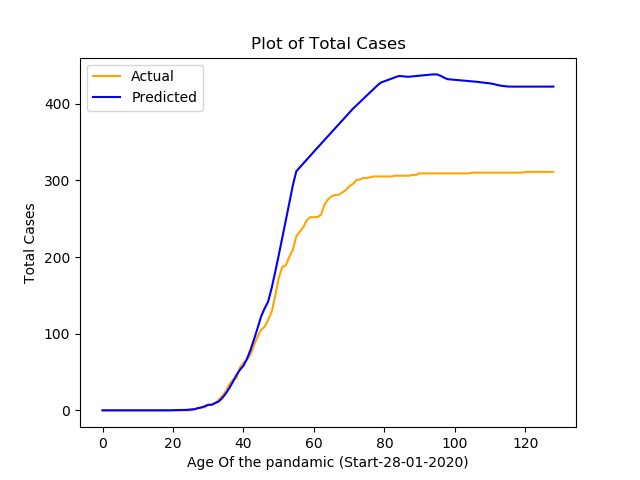 Plot of Total Cases
Actual
Predicted
400
300
200
100
0
Total Cases
0 20 40 60 80 100 120
Age Of the pandamic (Start-28-01-2020)